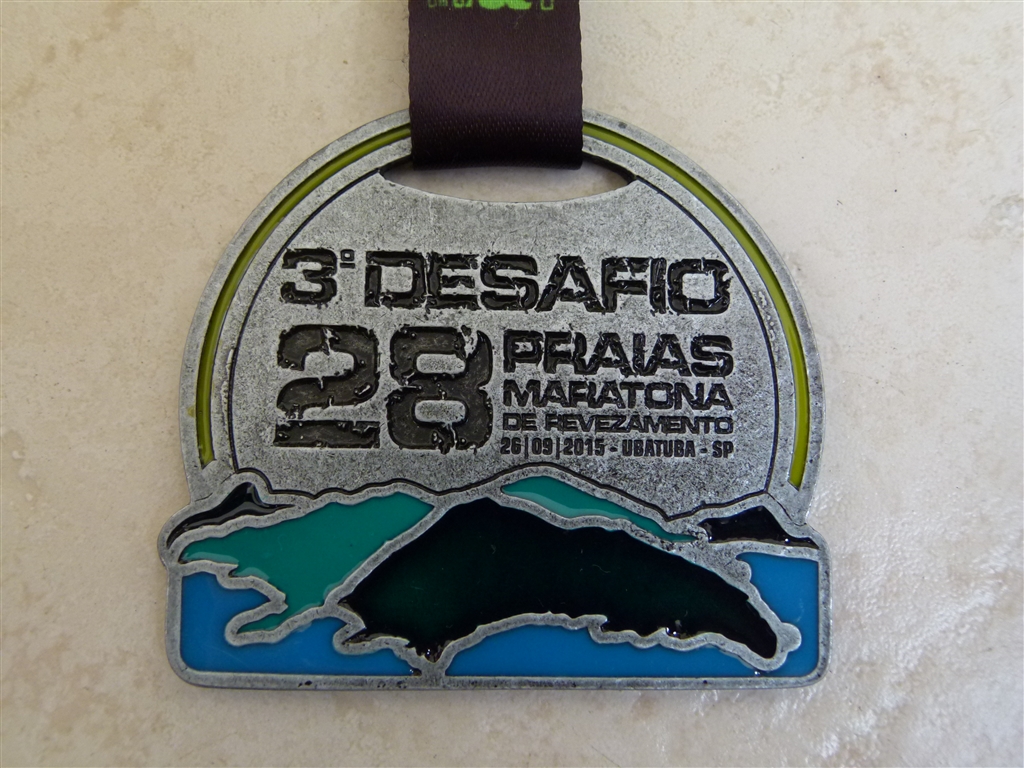 3º DESAFIO
28 PRAIAS
MARATONA
DE REVEZAMENTO
26|09|2015 - UBATUBA - SP